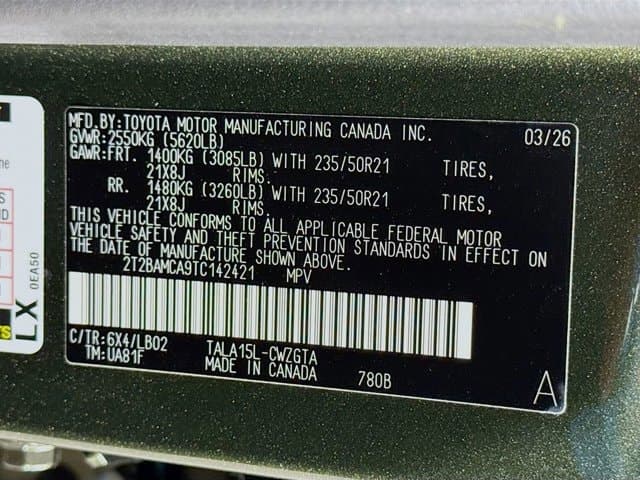 MFD.BY:TOYOTA MOTOR MANUFACTURING CANADA INC. 03/26
GVWR:2550KG (5620LB)
GAWR:FRT. 1400KG (3085LB) WITH 235/50R21 TIRES,
21X8J RIMS.
RR. 1480KG (3260LB) WITH 235/50R21 TIRES,
21X8J RIMS.
THIS VEHICLE CONFORMS TO ALL APPLICABLE FEDERAL MOTOR
VEHICLE SAFETY AND THEFT PREVENTION STANDARDS IN EFFECT ON
THE DATE OF MANUFACTURE SHOWN ABOVE.
2T2BAMCA9TC142421 MPV
C/TR:6X4/LB02 TALA15L-CWZGTA
TM:UA81F MADE IN CANADA 780B A
LX
0EA50